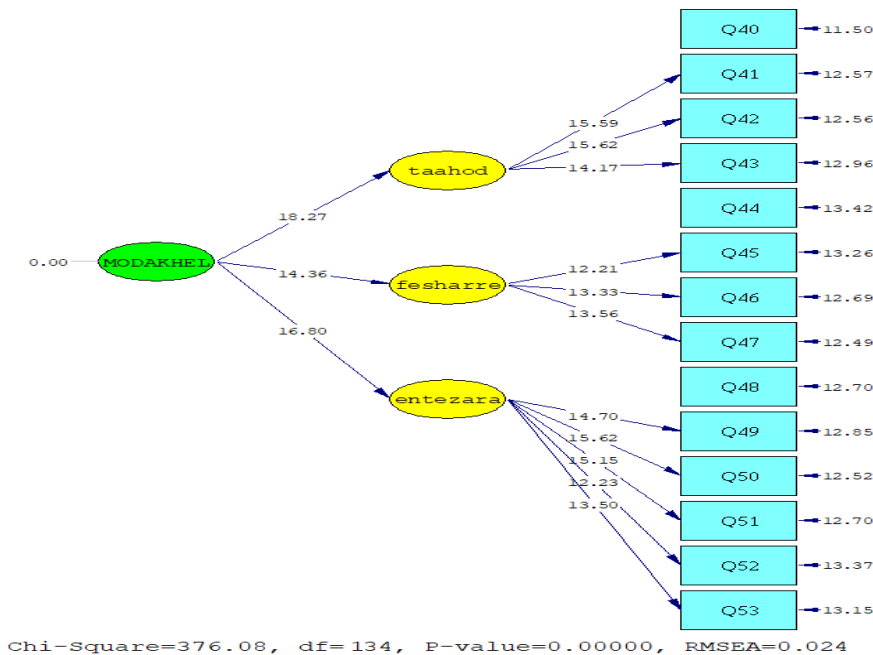 Q40 11.50
Q41 12.57
15.59
Q42 12.56
15.62
taahod 14.17 Q43 12.96
18.27
Q44 13.42
0.00 MODAKHEL
Q45 13.26
12.21
14.36
fesharre 13.33 Q46 12.69
13.56
16.80
Q47 12.49
Q48 12.70
entezara
14.70 Q49 12.85
15.62
15.15 Q50 12.52
12.23
13.50
Q51 12.70
Q52 13.37
Q53 13.15
Chi-Square=376.08, df=134, P-value=0.00000, RMSEA=0.024